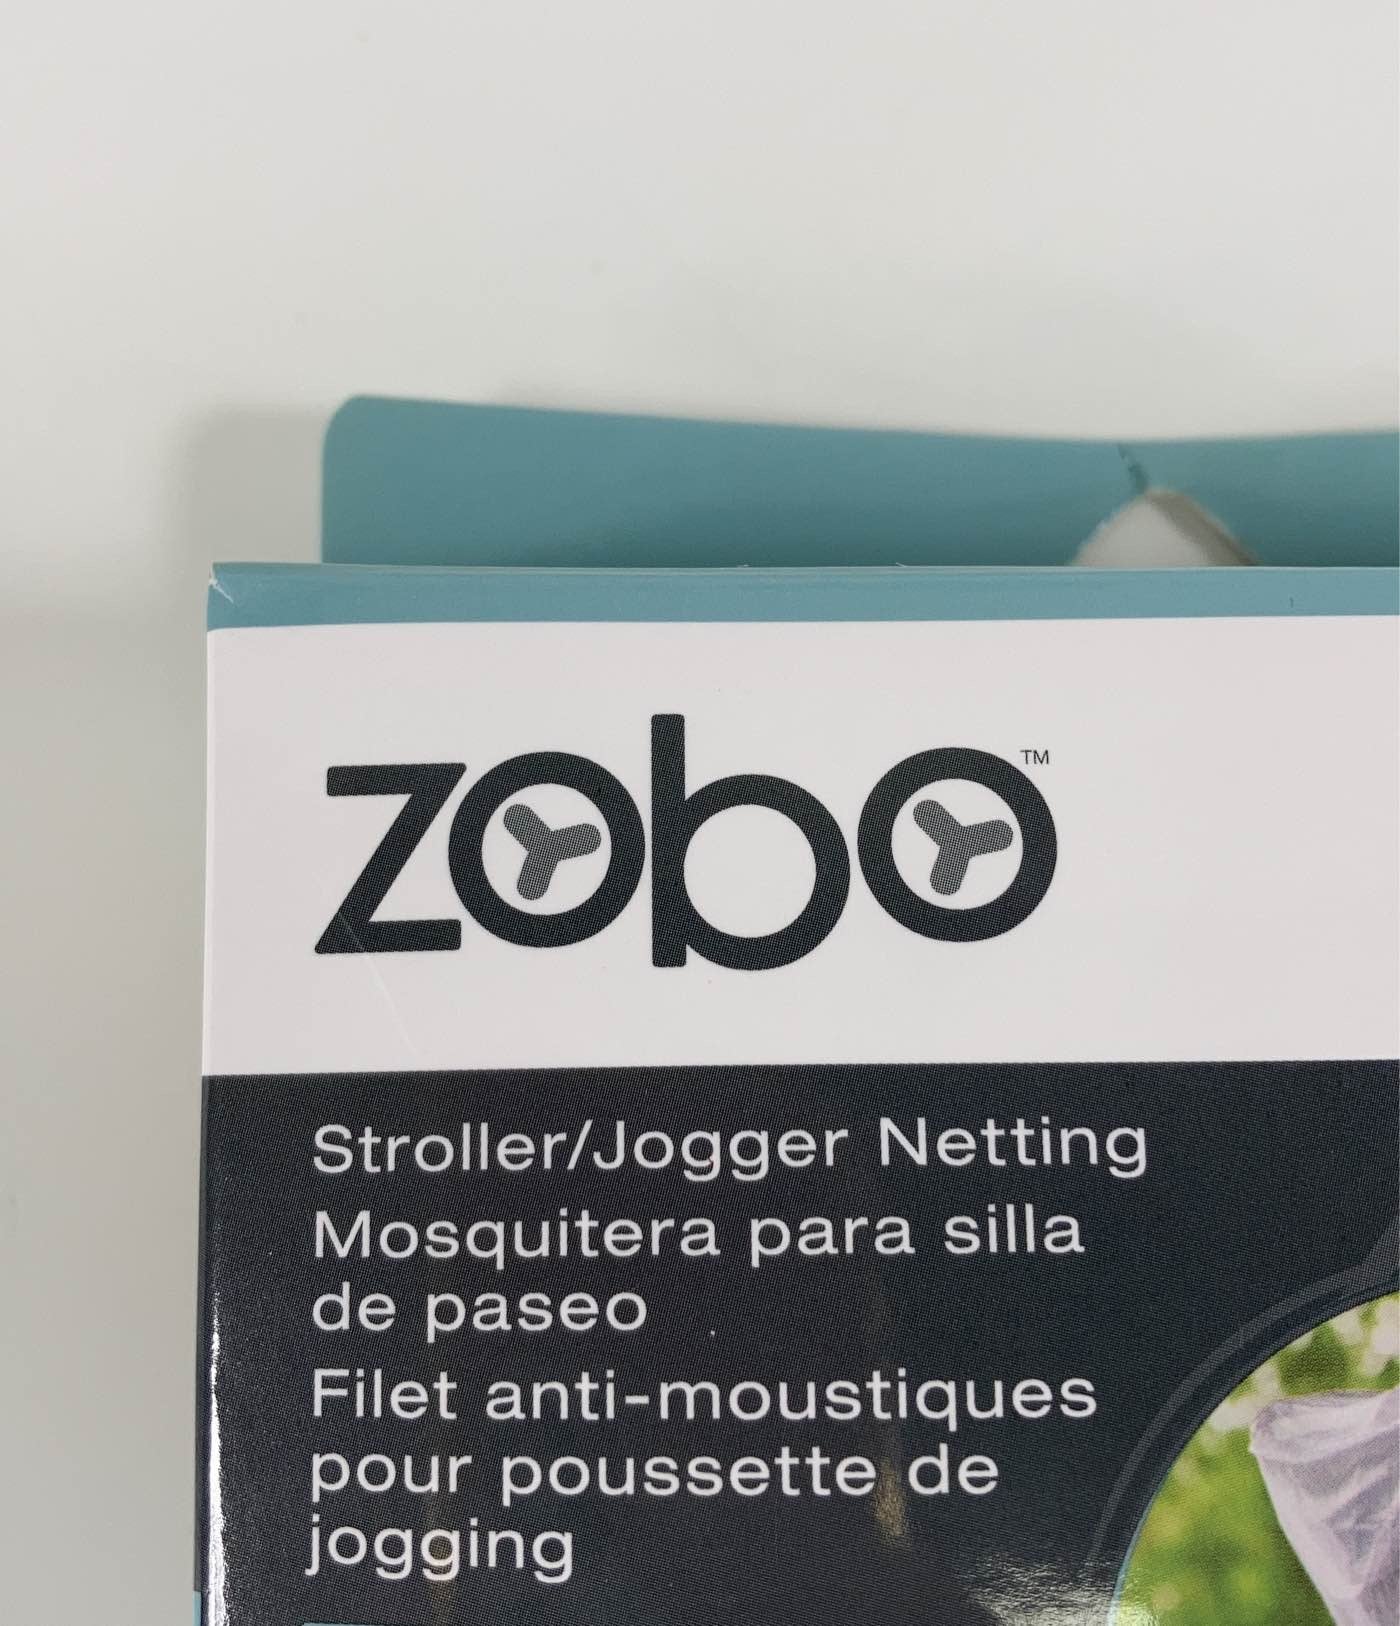 zobo™
Stroller/Jogger Netting
Mosquitera para silla
de paseo
Filet anti-moustiques
pour poussette de
jogging